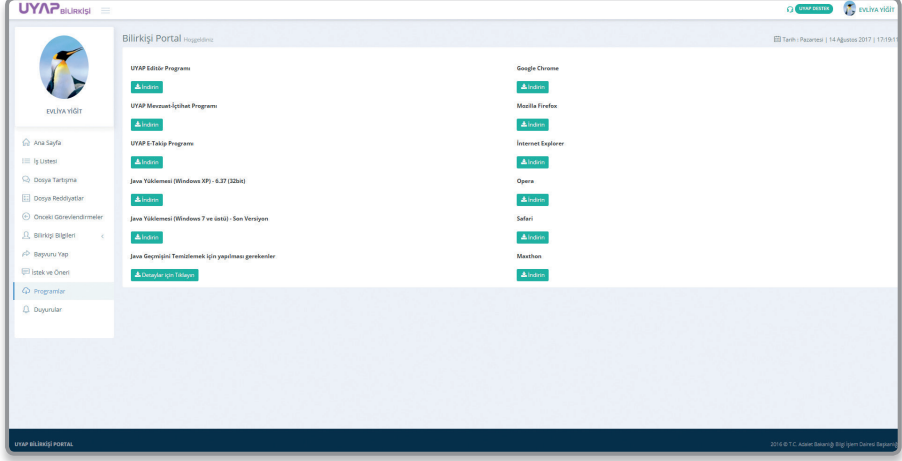 UYAP BİLİRKİŞİ
UYAP DESTEK
EVLİYA YİĞİT
EVLİYA YİĞİT
Ana Sayfa
İş Listesi
Dosya Tartışma
Dosya Reddiyatlar
Önceki Görevlendirmeler
Bilirkişi Bilgileri
Başvuru Yap
İstek ve Öneri
Programlar
Duyurular
Bilirkişi Portal Hoşgeldiniz
Tarih : Pazartesi | 14 Ağustos 2017 | 17:19:11
UYAP Editör Programı
İndirin
UYAP Mevzuat-İçtihat Programı
İndirin
UYAP E-Takip Programı
İndirin
Java Yüklemesi (Windows XP) - 6.37 (32bit)
İndirin
Java Yüklemesi (Windows 7 ve üstü) - Son Versiyon
İndirin
Java Geçmişini Temizlemek için yapılması gerekenler
Detaylar için Tıklayın
Google Chrome
İndirin
Mozilla Firefox
İndirin
İnternet Explorer
İndirin
Opera
İndirin
Safari
İndirin
Maxthon
İndirin
UYAP BİLİRKİŞİ PORTAL
2016 © T.C. Adalet Bakanlığı Bilgi İşlem Dairesi Başkanlığı